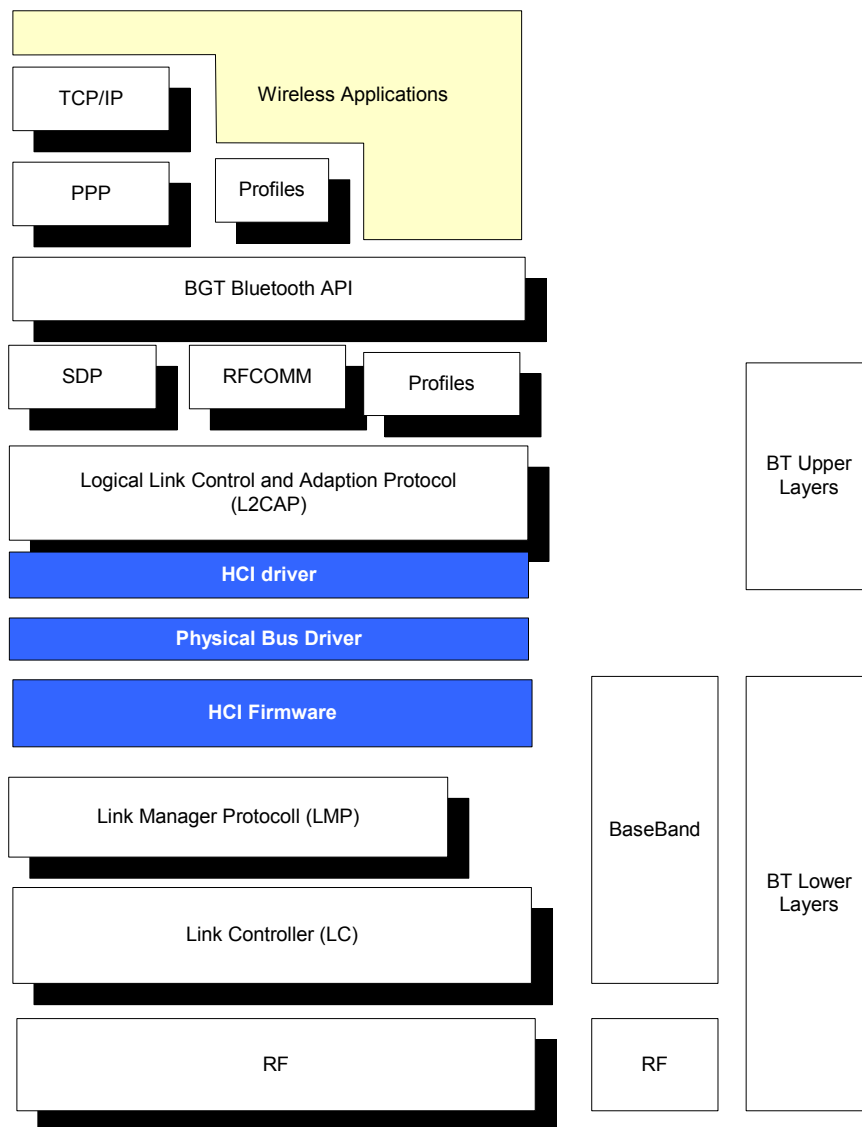 Wireless Applications
TCP/IP
PPP
Profiles
BGT Bluetooth API
SDP
RFCOMM
Profiles
Logical Link Control and Adaption Protocol
(L2CAP)
BT Upper
Layers
HCI driver
Physical Bus Driver
HCI Firmware
Link Manager Protocoll (LMP)
BaseBand
BT Lower
Layers
Link Controller (LC)
RF
RF